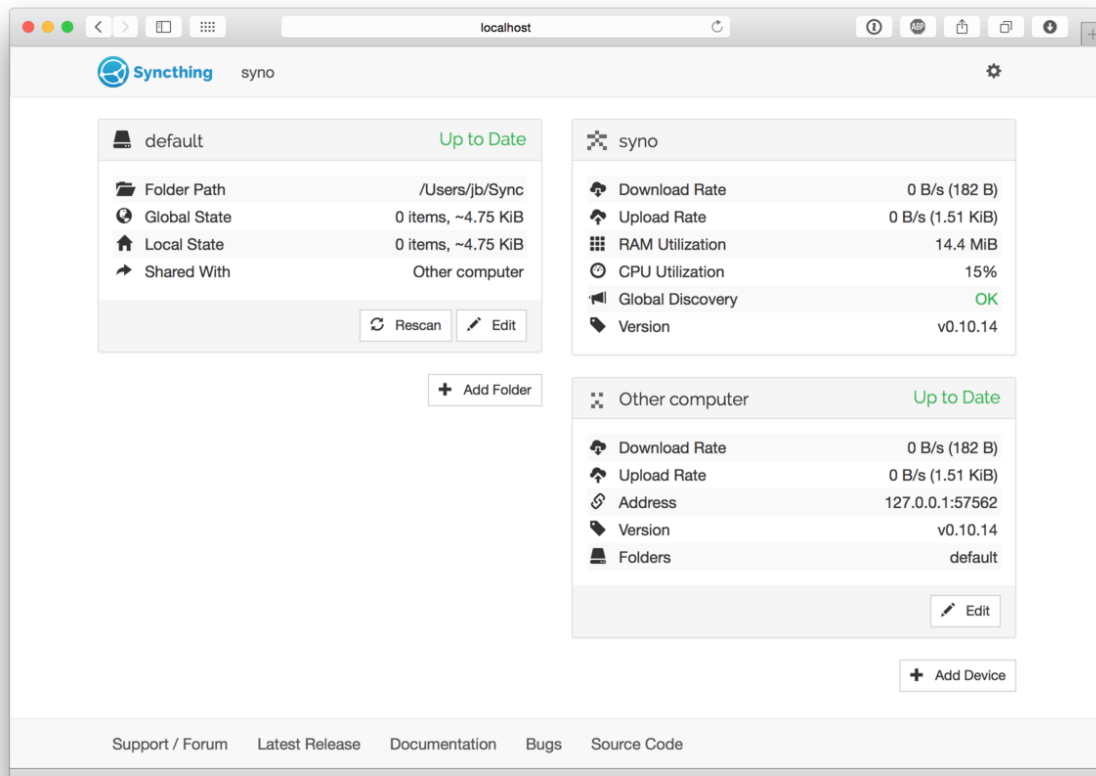 localhost
ABP
Syncthing syno
default Up to Date
Folder Path /Users/jb/Sync
Global State 0 items, ~4.75 KiB
Local State 0 items, ~4.75 KiB
Shared With Other computer
Rescan Edit
Add Folder
syno
Download Rate 0 B/s (182 B)
Upload Rate 0 B/s (1.51 KiB)
RAM Utilization 14.4 MiB
CPU Utilization 15%
Global Discovery OK
Version v0.10.14
Other computer Up to Date
Download Rate 0 B/s (182 B)
Upload Rate 0 B/s (1.51 KiB)
Address 127.0.0.1:57562
Version v0.10.14
Folders default
Edit
Add Device
Support / Forum Latest Release Documentation Bugs Source Code